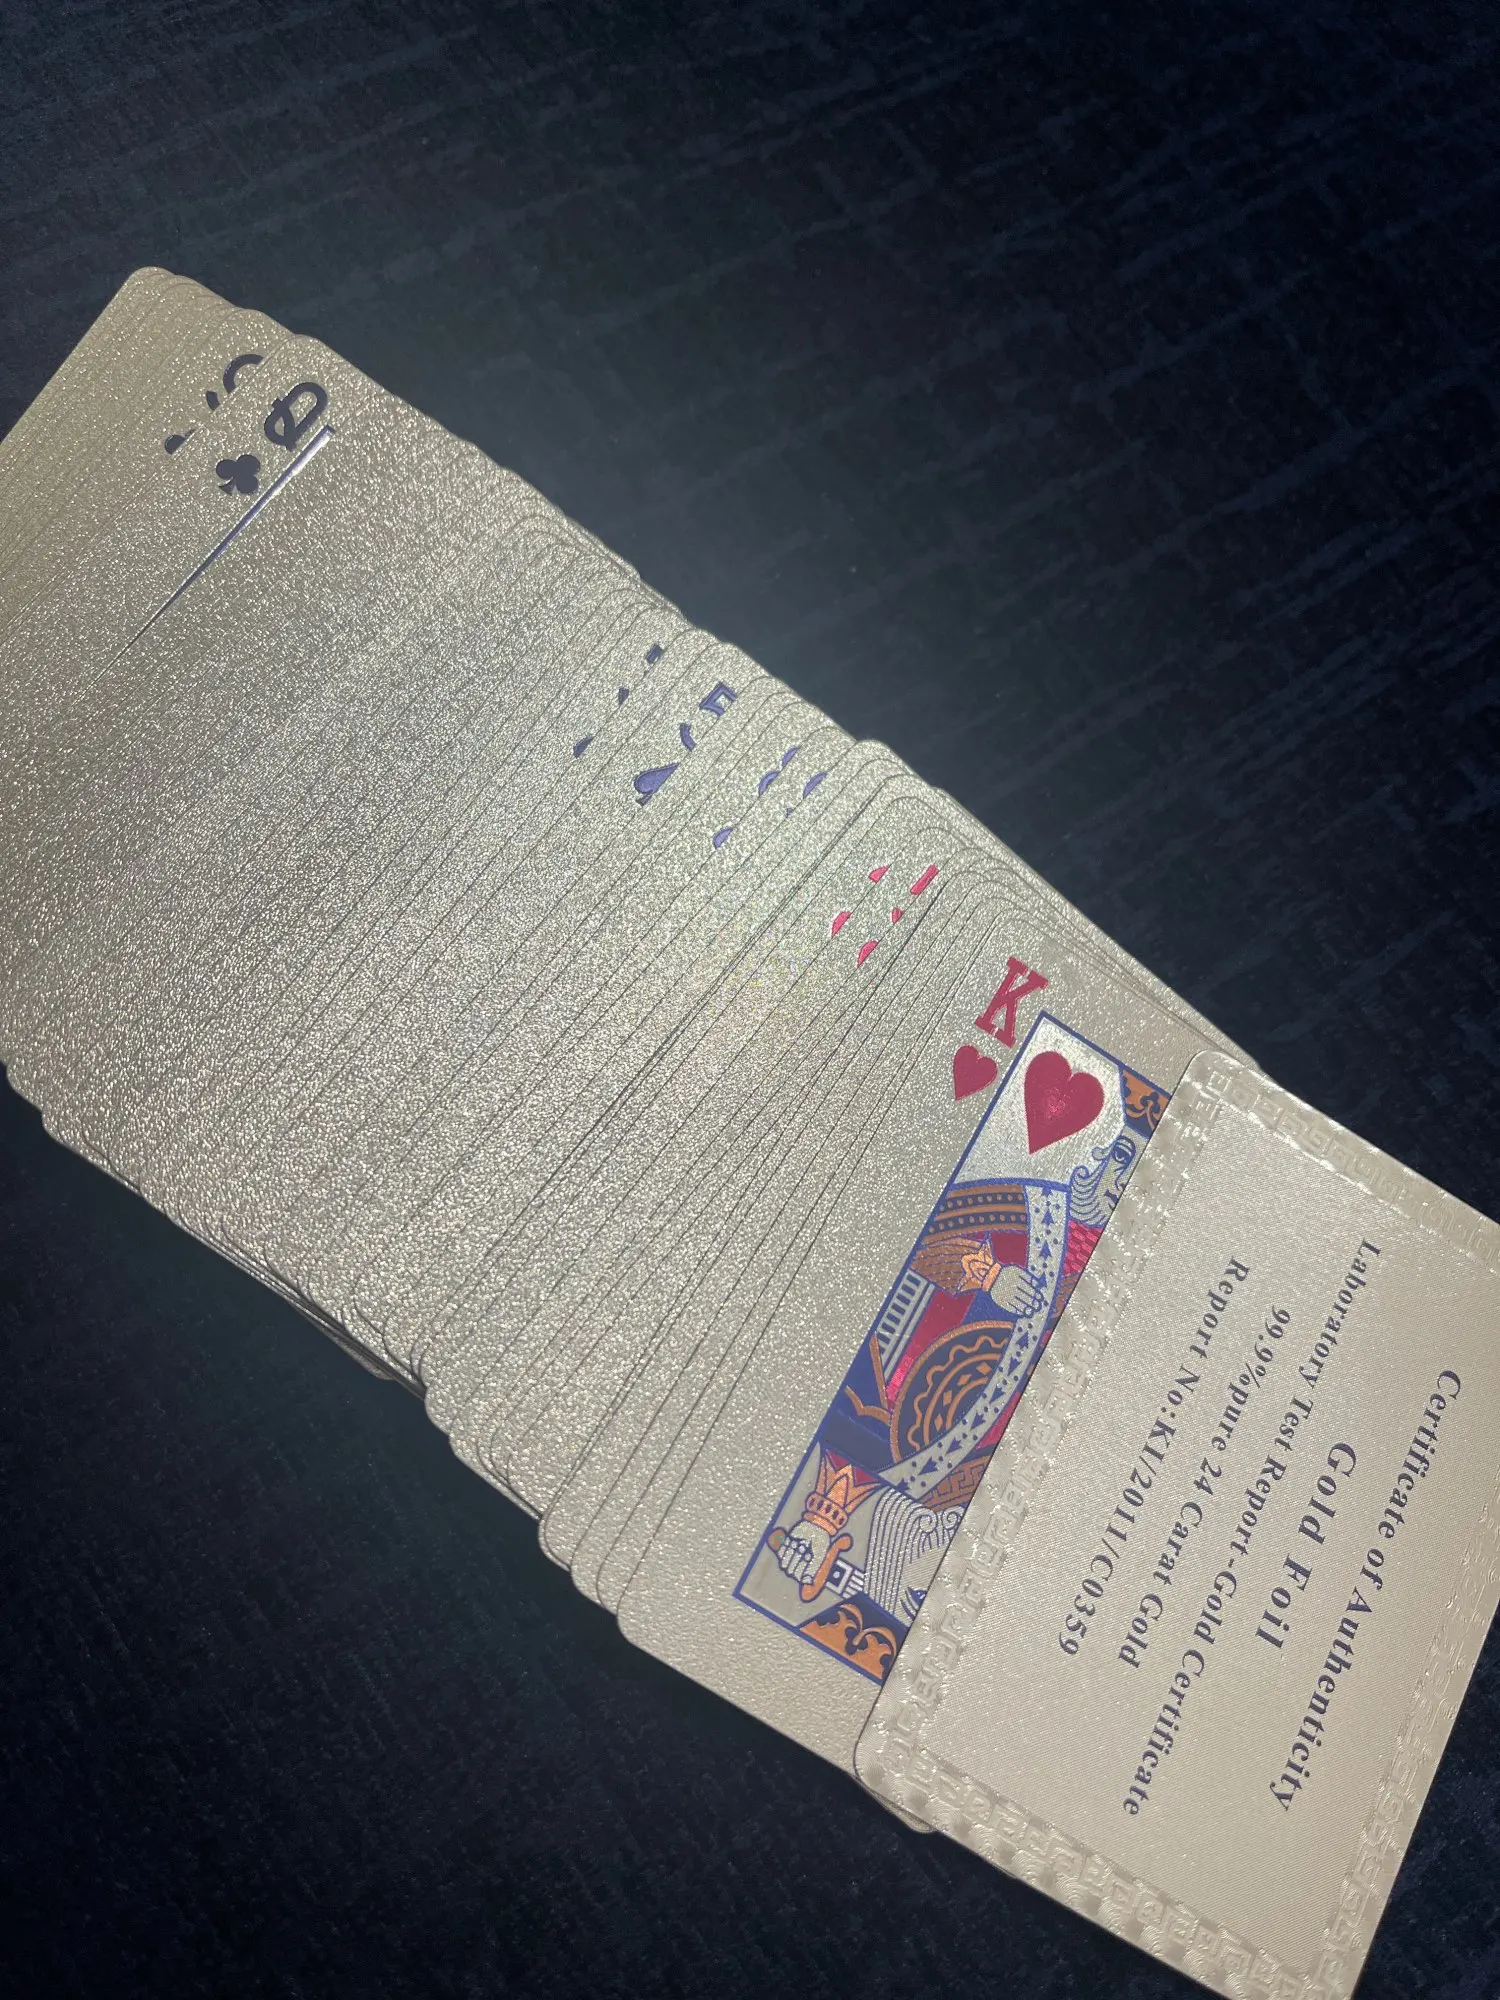 Q
K
Certificate of Authenticity
Gold Foil
Laboratory Test Report-Gold Certificate
99.9%pure 24 Carat Gold
Report No:KI/2011/C0359